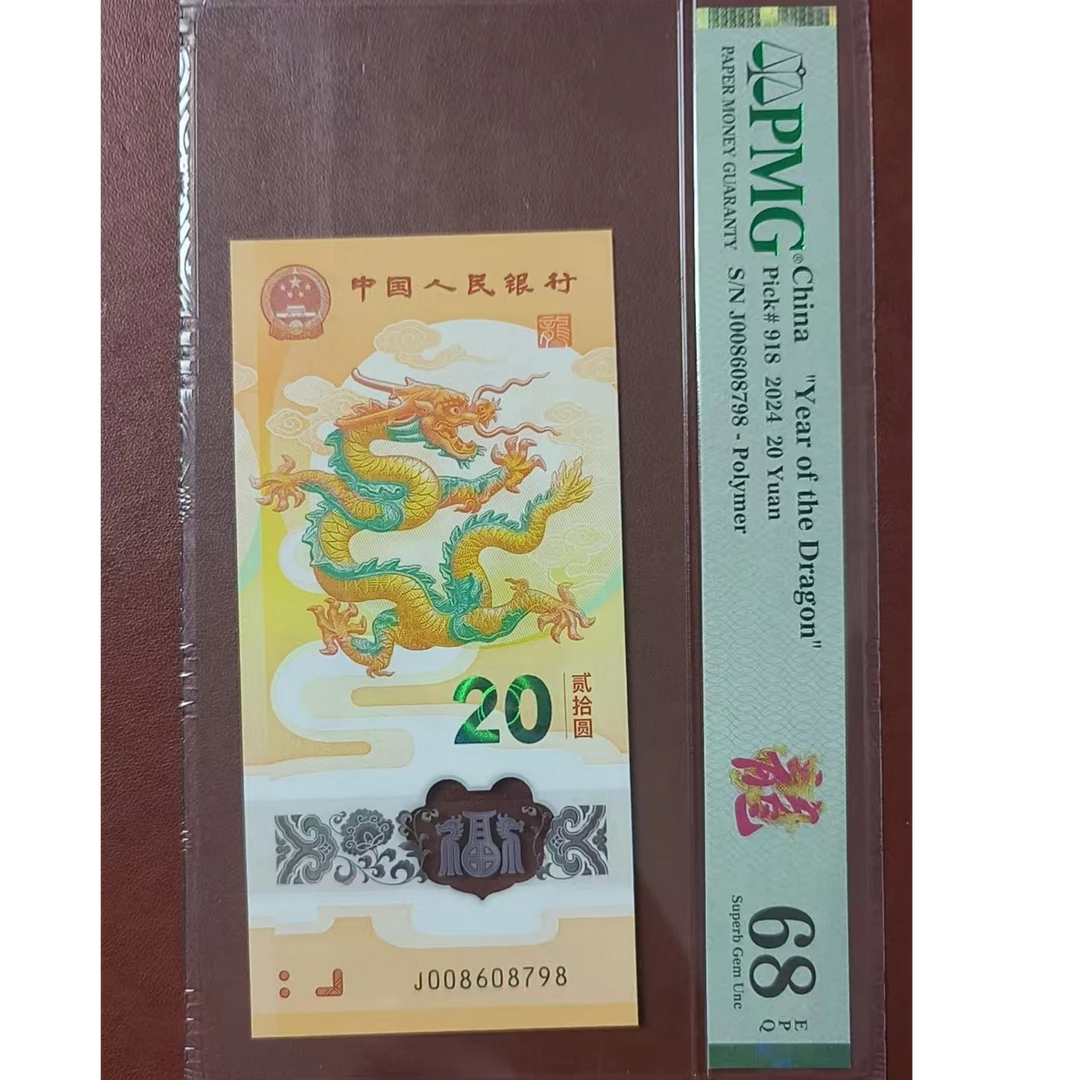 中国人民银行
龍
20
贰拾圆
J008608798
PMG®
PAPER MONEY GUARANTY
China "Year of the Dragon"
Pick# 918 2024 20 Yuan
S/N J008608798 - Polymer
68 EPQ
Superb Gem Unc